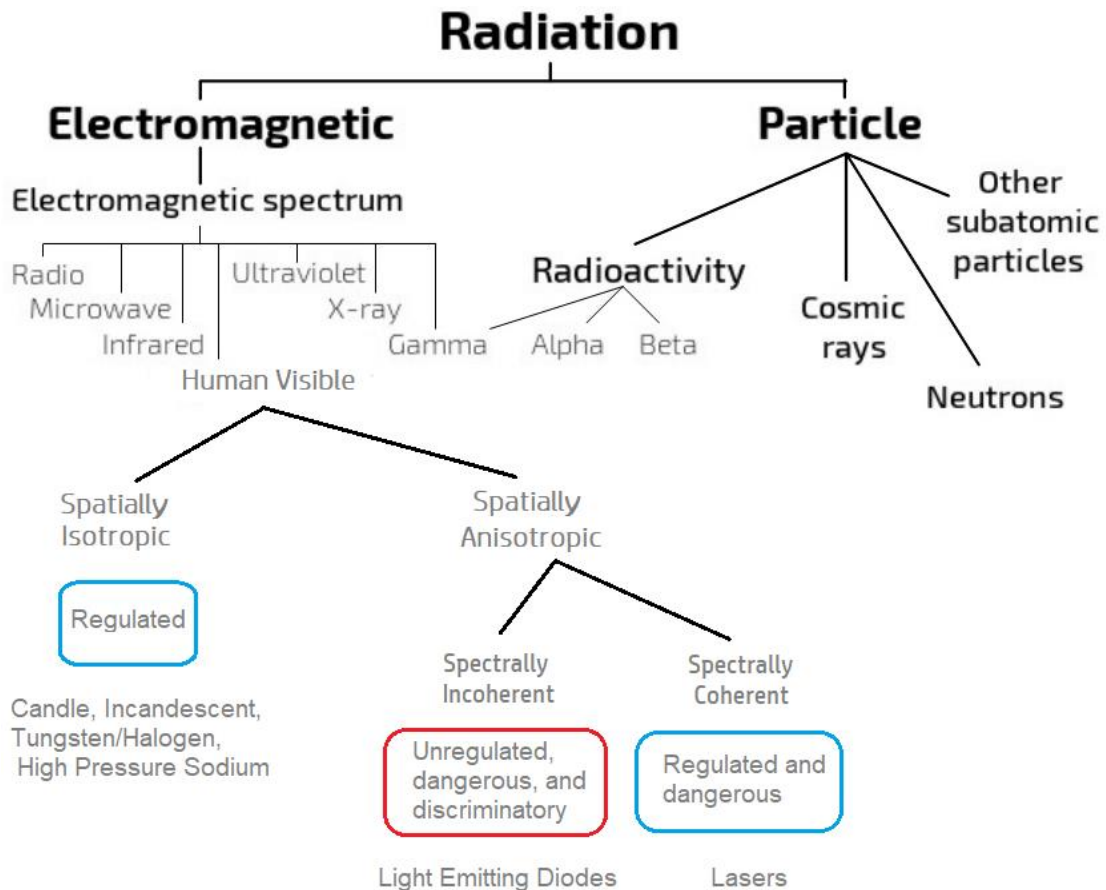 Radiation
Electromagnetic
Particle
Electromagnetic spectrum
Radio
Microwave
Infrared
Human Visible
Ultraviolet
X-ray
Gamma
Radioactivity
Alpha
Beta
Cosmic
rays
Neutrons
Other
subatomic
particles
Spatially
Isotropic
Regulated
Candle, Incandescent,
Tungsten/Halogen,
High Pressure Sodium
Spatially
Anisotropic
Spectrally
Incoherent
Unregulated,
dangerous, and
discriminatory
Light Emitting Diodes
Spectrally
Coherent
Regulated and
dangerous
Lasers